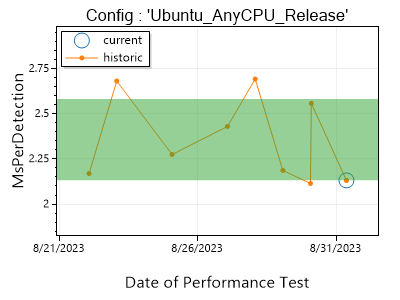 Config : 'Ubuntu_AnyCPU_Release'
current
historic
MsPerDetection
2.75
2.5
2.25
2
8/21/2023
8/26/2023
8/31/2023
Date of Performance Test